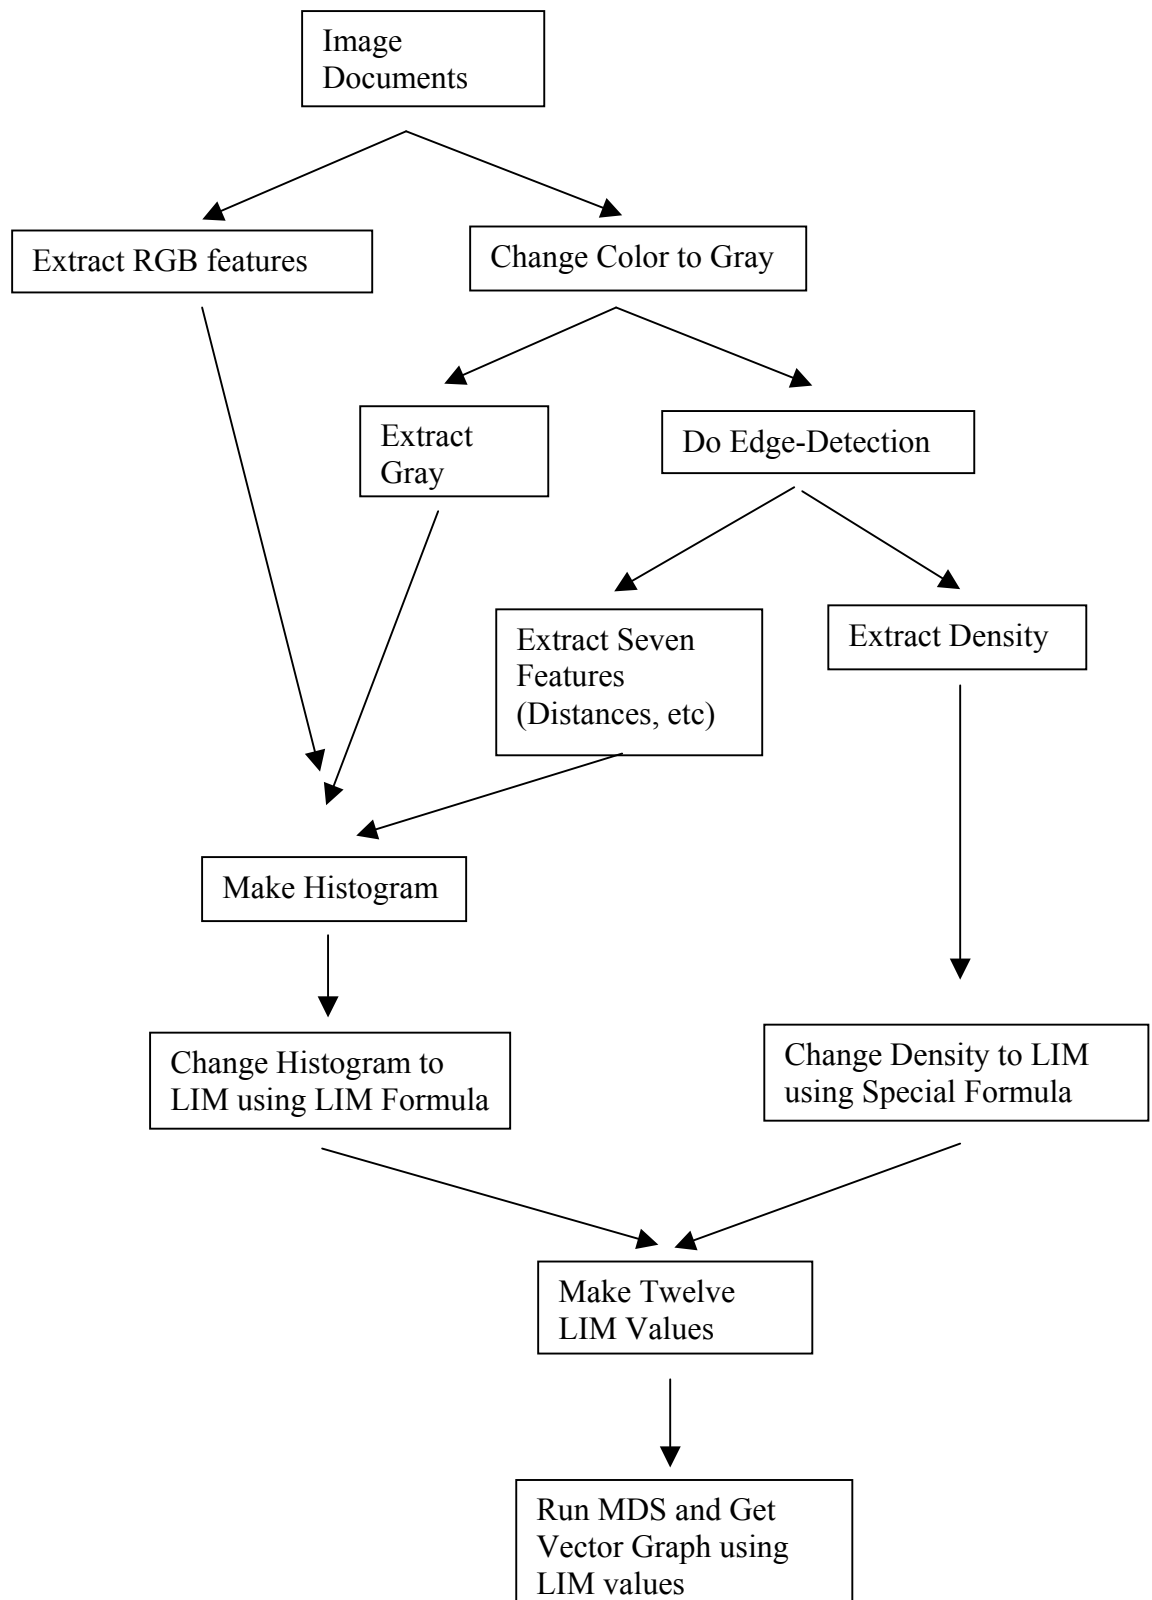 Image
Documents
Extract RGB features
Change Color to Gray
Extract
Gray
Do Edge-Detection
Extract Seven
Features
(Distances, etc)
Extract Density
Make Histogram
Change Histogram to
LIM using LIM Formula
Change Density to LIM
using Special Formula
Make Twelve
LIM Values
Run MDS and Get
Vector Graph using
LIM values